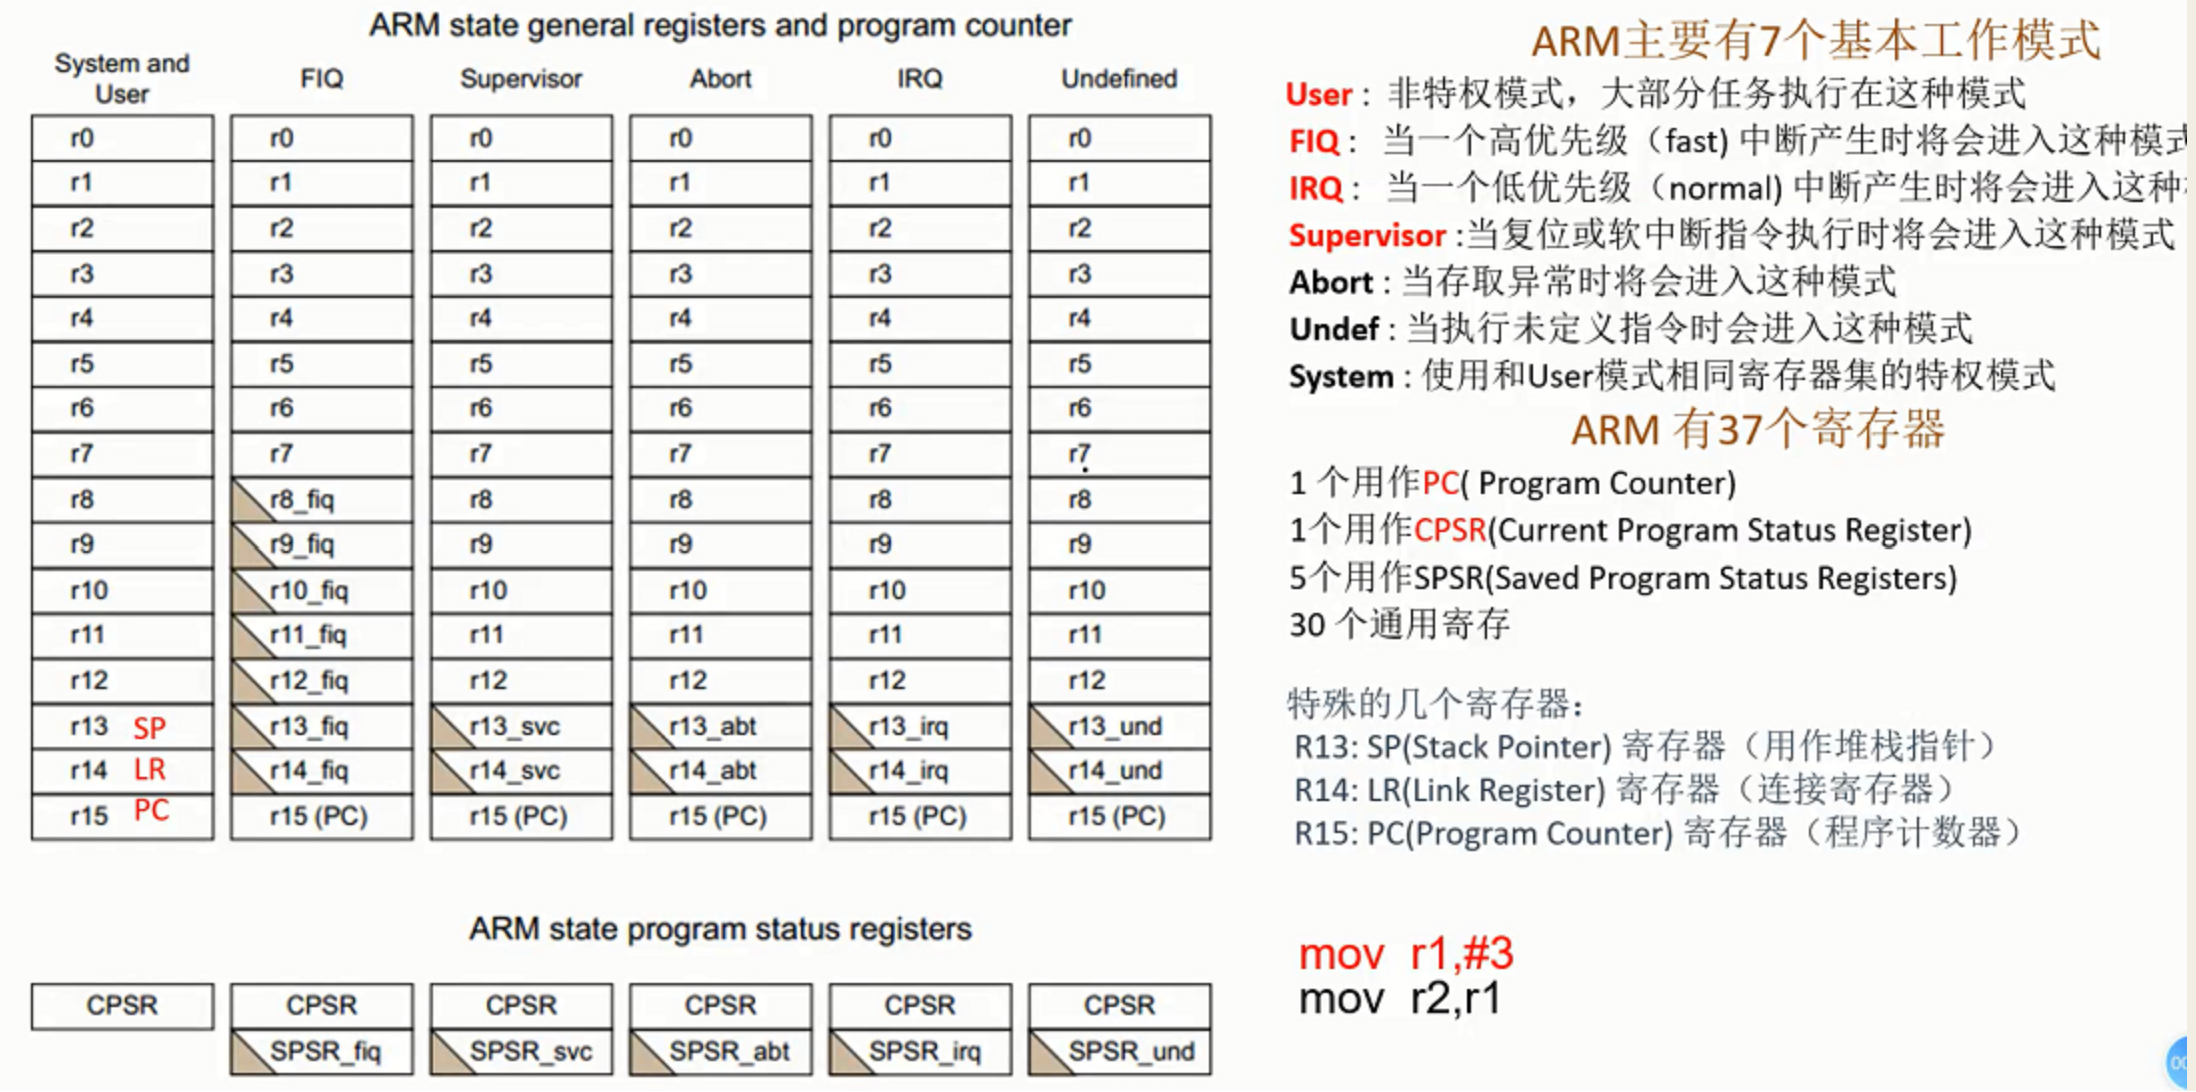 ARM state general registers and program counter
System and User FIQ Supervisor Abort IRQ Undefined
r0 r0 r0 r0 r0 r0
r1 r1 r1 r1 r1 r1
r2 r2 r2 r2 r2 r2
r3 r3 r3 r3 r3 r3
r4 r4 r4 r4 r4 r4
r5 r5 r5 r5 r5 r5
r6 r6 r6 r6 r6 r6
r7 r7 r7 r7 r7 r7
r8 r8_fiq r8 r8 r8 r8
r9 r9_fiq r9 r9 r9 r9
r10 r10_fiq r10 r10 r10 r10
r11 r11_fiq r11 r11 r11 r11
r12 r12_fiq r12 r12 r12 r12
r13 SP r13_fiq r13_svc r13_abt r13_irq r13_und
r14 LR r14_fiq r14_svc r14_abt r14_irq r14_und
r15 PC r15 (PC) r15 (PC) r15 (PC) r15 (PC) r15 (PC)
ARM state program status registers
CPSR CPSR CPSR CPSR CPSR CPSR
SPSR_fiq SPSR_svc SPSR_abt SPSR_irq SPSR_und
ARM主要有7个基本工作模式
User : 非特权模式，大部分任务执行在这种模式
FIQ : 当一个高优先级（fast) 中断产生时将会进入这种模式
IRQ : 当一个低优先级（normal) 中断产生时将会进入这种
Supervisor :当复位或软中断指令执行时将会进入这种模式
Abort : 当存取异常时将会进入这种模式
Undef : 当执行未定义指令时会进入这种模式
System : 使用和User模式相同寄存器集的特权模式
ARM 有37个寄存器
1 个用作PC( Program Counter)
1个用作CPSR(Current Program Status Register)
5个用作SPSR(Saved Program Status Registers)
30 个通用寄存
特殊的几个寄存器：
R13: SP(Stack Pointer) 寄存器（用作堆栈指针）
R14: LR(Link Register) 寄存器（连接寄存器）
R15: PC(Program Counter) 寄存器（程序计数器）
mov r1,#3
mov r2,r1